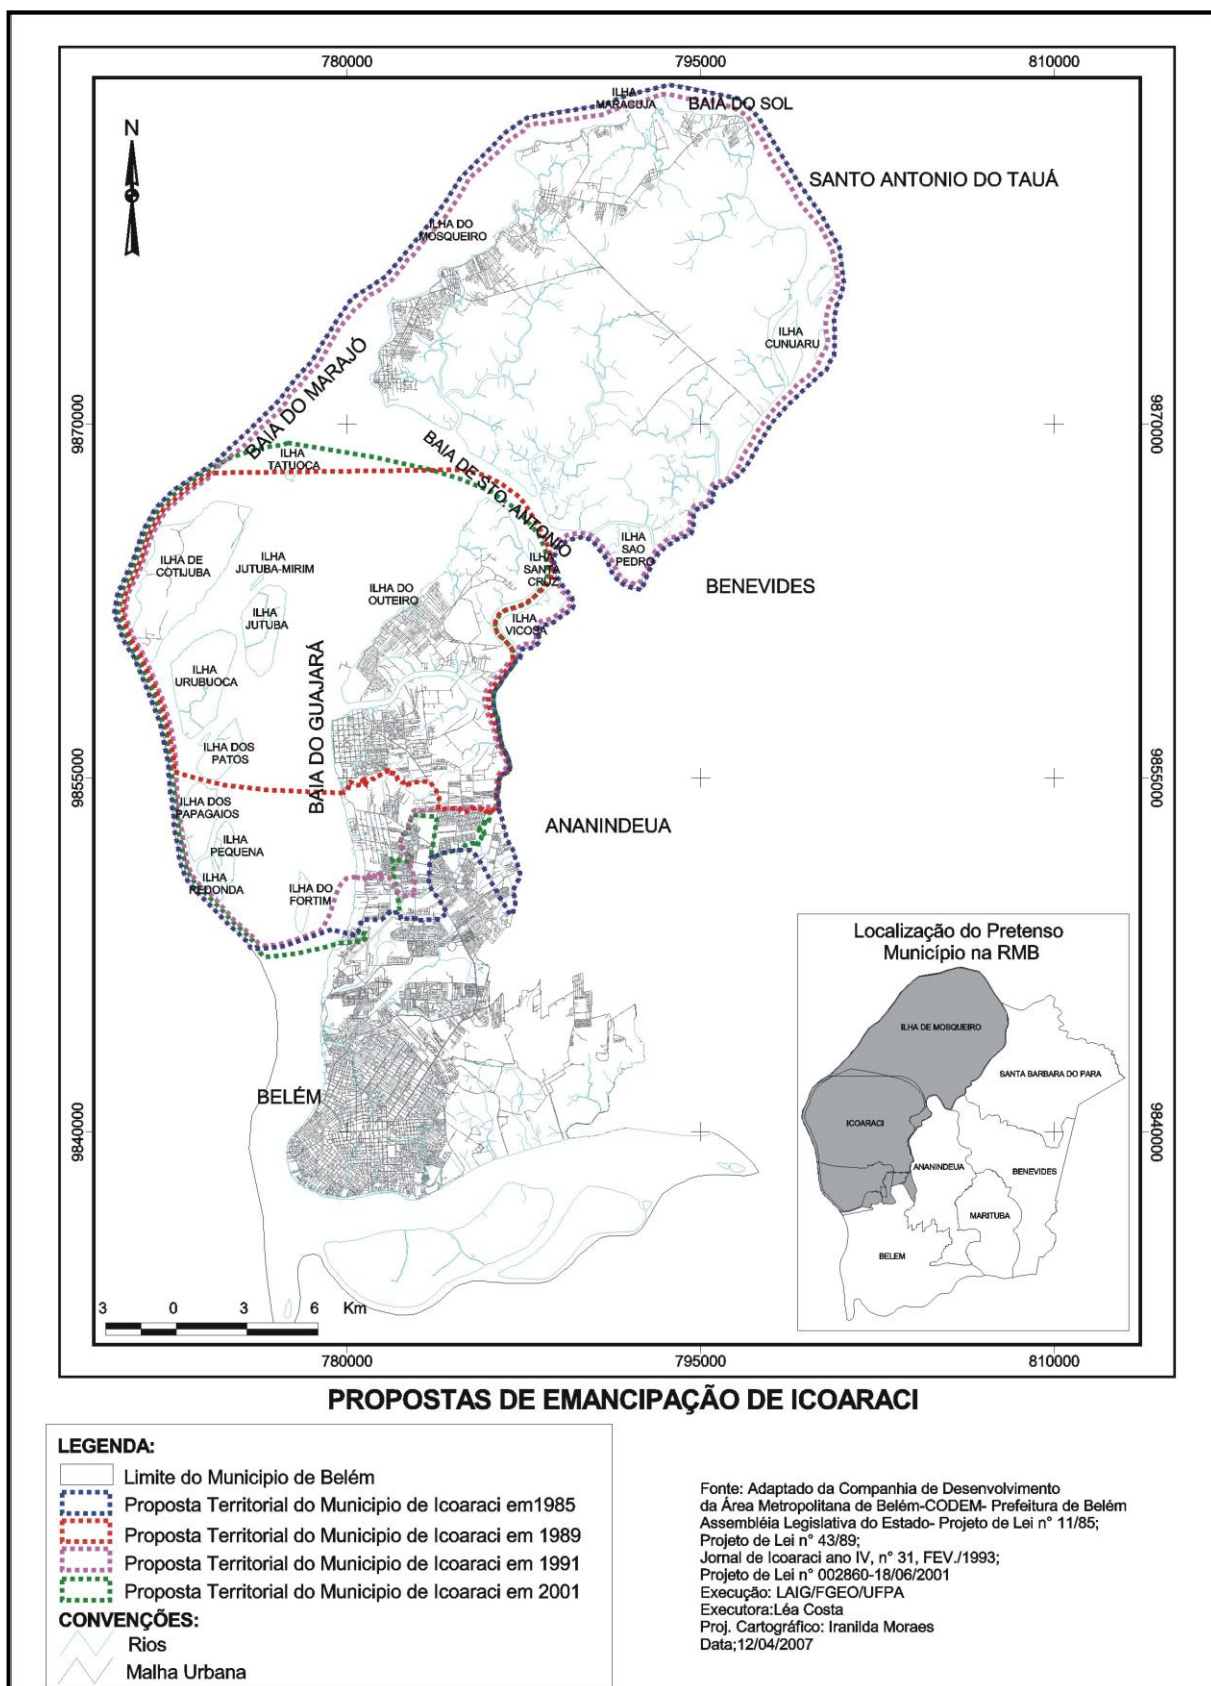 780000
795000
810000
N
ILHA
MARACUJA
BAIA DO SOL
SANTO ANTONIO DO TAUÁ
ILHA DO
MOSQUEIRO
ILHA
CUNUARU
BAIA DO MARAJÓ
9870000
9870000
ILHA
TATUOCA
BAIA DE STO. ANTONIO
ILHA
SAO
PEDRO
ILHA DE
COTIJUBA
ILHA
JUTUBA-MIRIM
ILHA
SANTA
CRUZ
BENEVIDES
ILHA DO
OUTEIRO
ILHA
JUTUBA
ILHA
VICOSA
ILHA
URUBUOCA
BAIA DO GUAJARÁ
ILHA DOS
PATOS
9855000
9855000
ILHA DOS
PAPAGAIOS
ANANINDEUA
ILHA
PEQUENA
ILHA
REDONDA
ILHA DO
FORTIM
Localização do Pretenso
Município na RMB
ILHA DE MOSQUEIRO
SANTA BARBARA DO PARA
ICOARACI
ANANINDEUA
BENEVIDES
MARITUBA
BELEM
BELÉM
9840000
9840000
3 0 3 6 Km
780000
795000
810000
PROPOSTAS DE EMANCIPAÇÃO DE ICOARACI
LEGENDA:
Limite do Municipio de Belém
Proposta Territorial do Municipio de Icoaraci em1985
Proposta Territorial do Municipio de Icoaraci em 1989
Proposta Territorial do Municipio de Icoaraci em 1991
Proposta Territorial do Municipio de Icoaraci em 2001
CONVENÇÕES:
Rios
Malha Urbana
Fonte: Adaptado da Companhia de Desenvolvimento
da Área Metropolitana de Belém-CODEM- Prefeitura de Belém
Assembléia Legislativa do Estado- Projeto de Lei n° 11/85;
Projeto de Lei n° 43/89;
Jornal de Icoaraci ano IV, n° 31, FEV./1993;
Projeto de Lei n° 002860-18/06/2001
Execução: LAIG/FGEO/UFPA
Executora:Léa Costa
Proj. Cartográfico: Iranilda Moraes
Data;12/04/2007